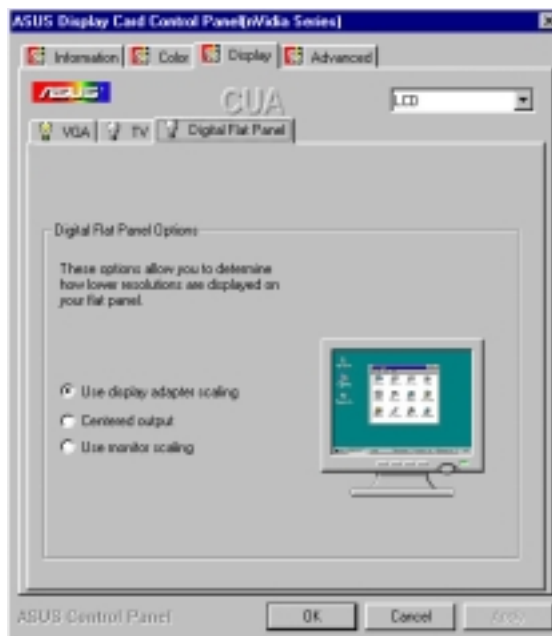 ASUS Display Card Control Panel(nVidia Series)
Information Color Display Advanced
ASUS CUA LCD
VGA TV Digital Flat Panel
Digital Flat Panel Options
These options allow you to determine
how lower resolutions are displayed on
your flat panel.
Use display adapter scaling
Centered output
Use monitor scaling
ASUS Control Panel OK Cancel Apply